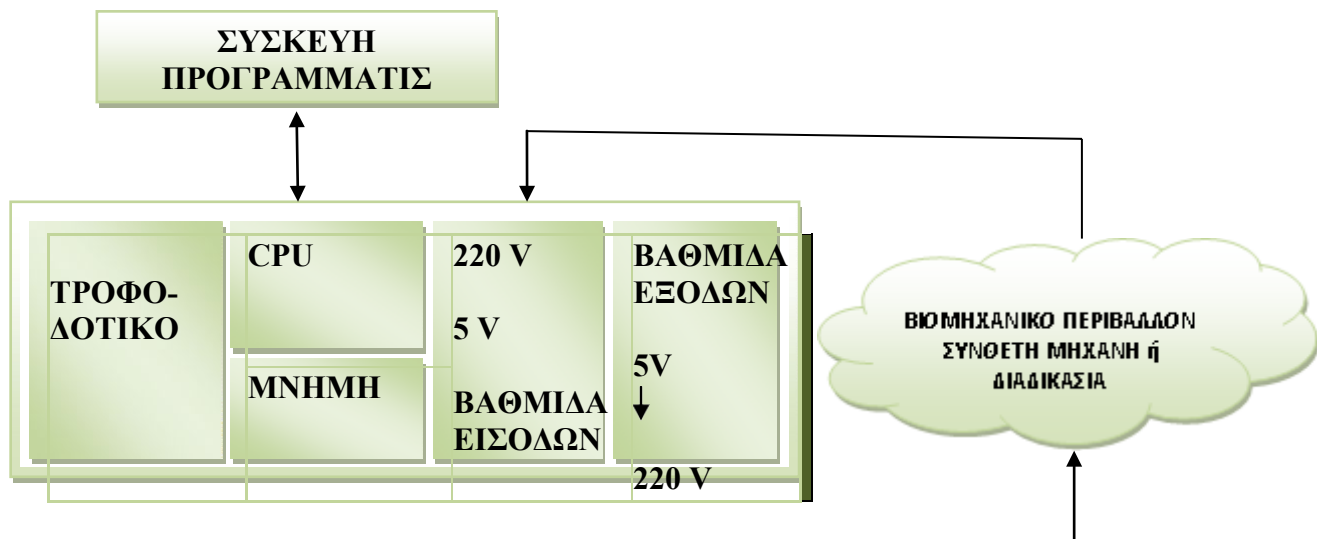 ΣΥΣΚΕΥΗ
ΠΡΟΓΡΑΜΜΑΤΙΣ
ΤΡΟΦΟ-
ΔΟΤΙΚΟ
CPU
ΜΝΗΜΗ
220 V
5 V
ΒΑΘΜΙΔΑ
ΕΙΣΟΔΩΝ
ΒΑΘΜΙΔΑ
ΕΞΟΔΩΝ
5V
220 V
ΒΙΟΜΗΧΑΝΙΚΟ ΠΕΡΙΒΑΛΛΟΝ
ΣΥΝΘΕΤΗ ΜΗΧΑΝΗ ή
ΔΙΑΔΙΚΑΣΙΑ